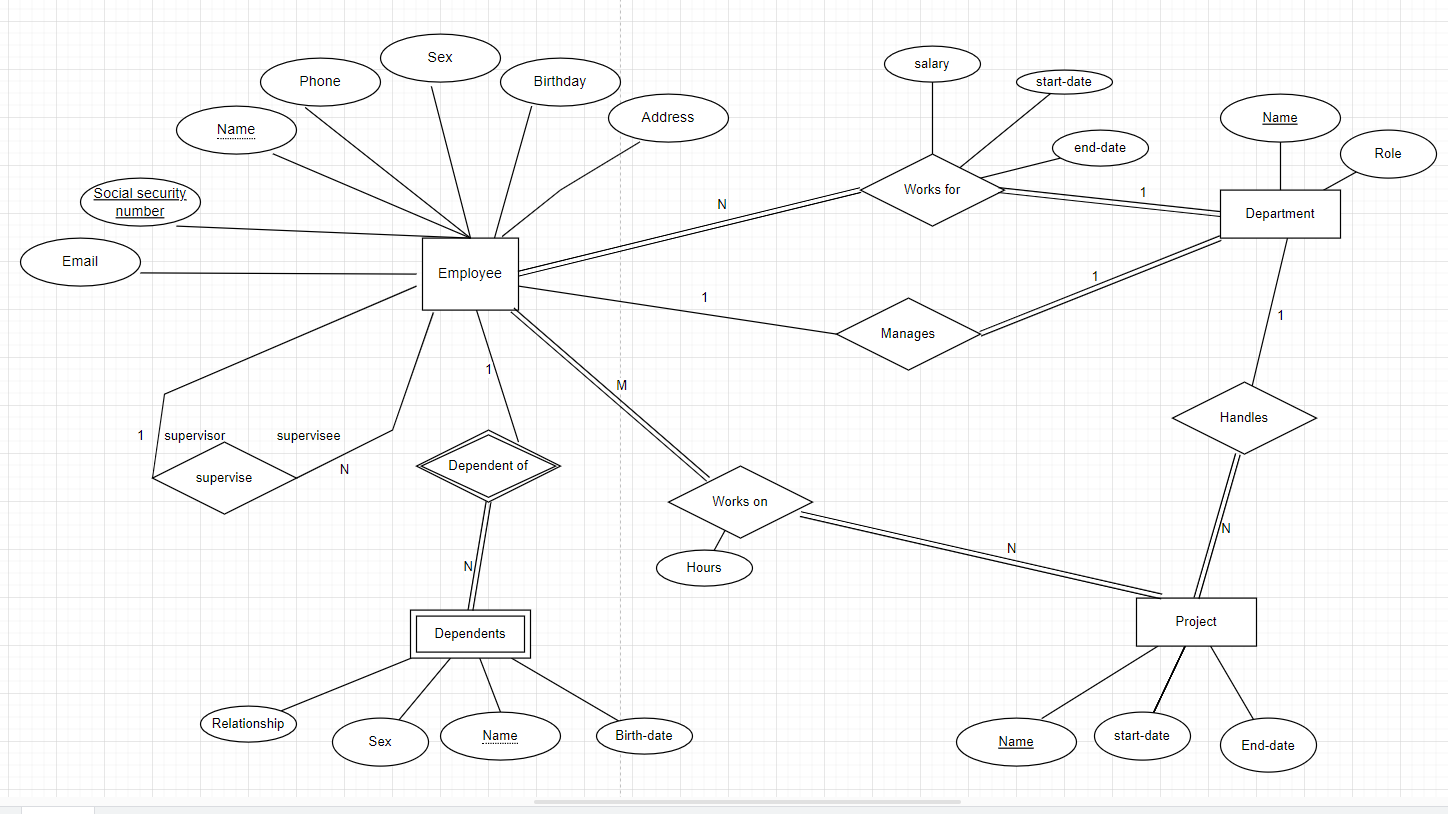 Sex
salary
Phone
Birthday
start-date
Address
Name
Name
end-date
Role
Social security
number
Works for
1
N
Department
Email
Employee
1
1
1
Manages
1
M
Handles
1
supervisor
supervisee
N
supervise
Dependent of
Works on
N
N
N
Hours
Dependents
Project
Relationship
Sex
Name
Birth-date
Name
start-date
End-date